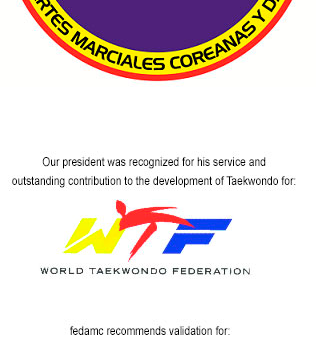 ARTES MARCIALES COREANAS Y D
Our president was recognized for his service and
outstanding contribution to the development of Taekwondo for:
WTF
WORLD TAEKWONDO FEDERATION
fedamc recommends validation for: